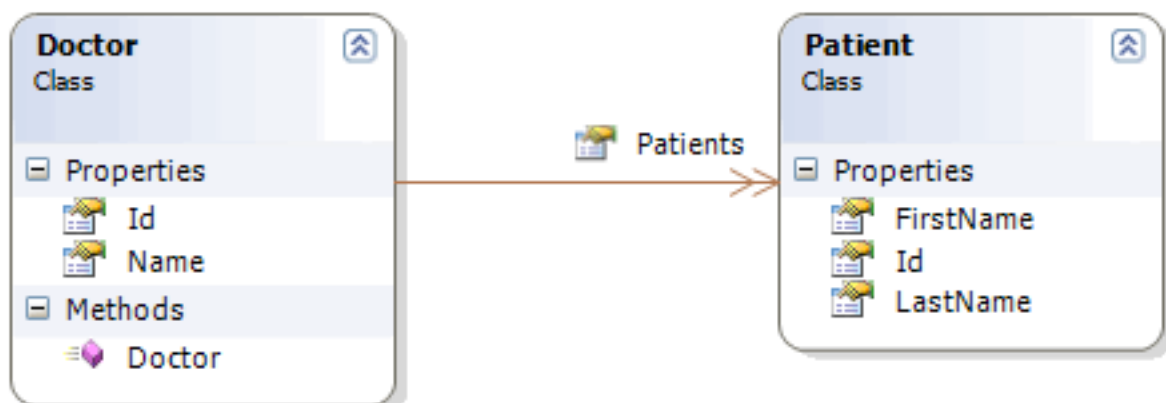 Doctor
Class
Properties
Id
Name
Methods
Doctor
Patients
Patient
Class
Properties
FirstName
Id
LastName